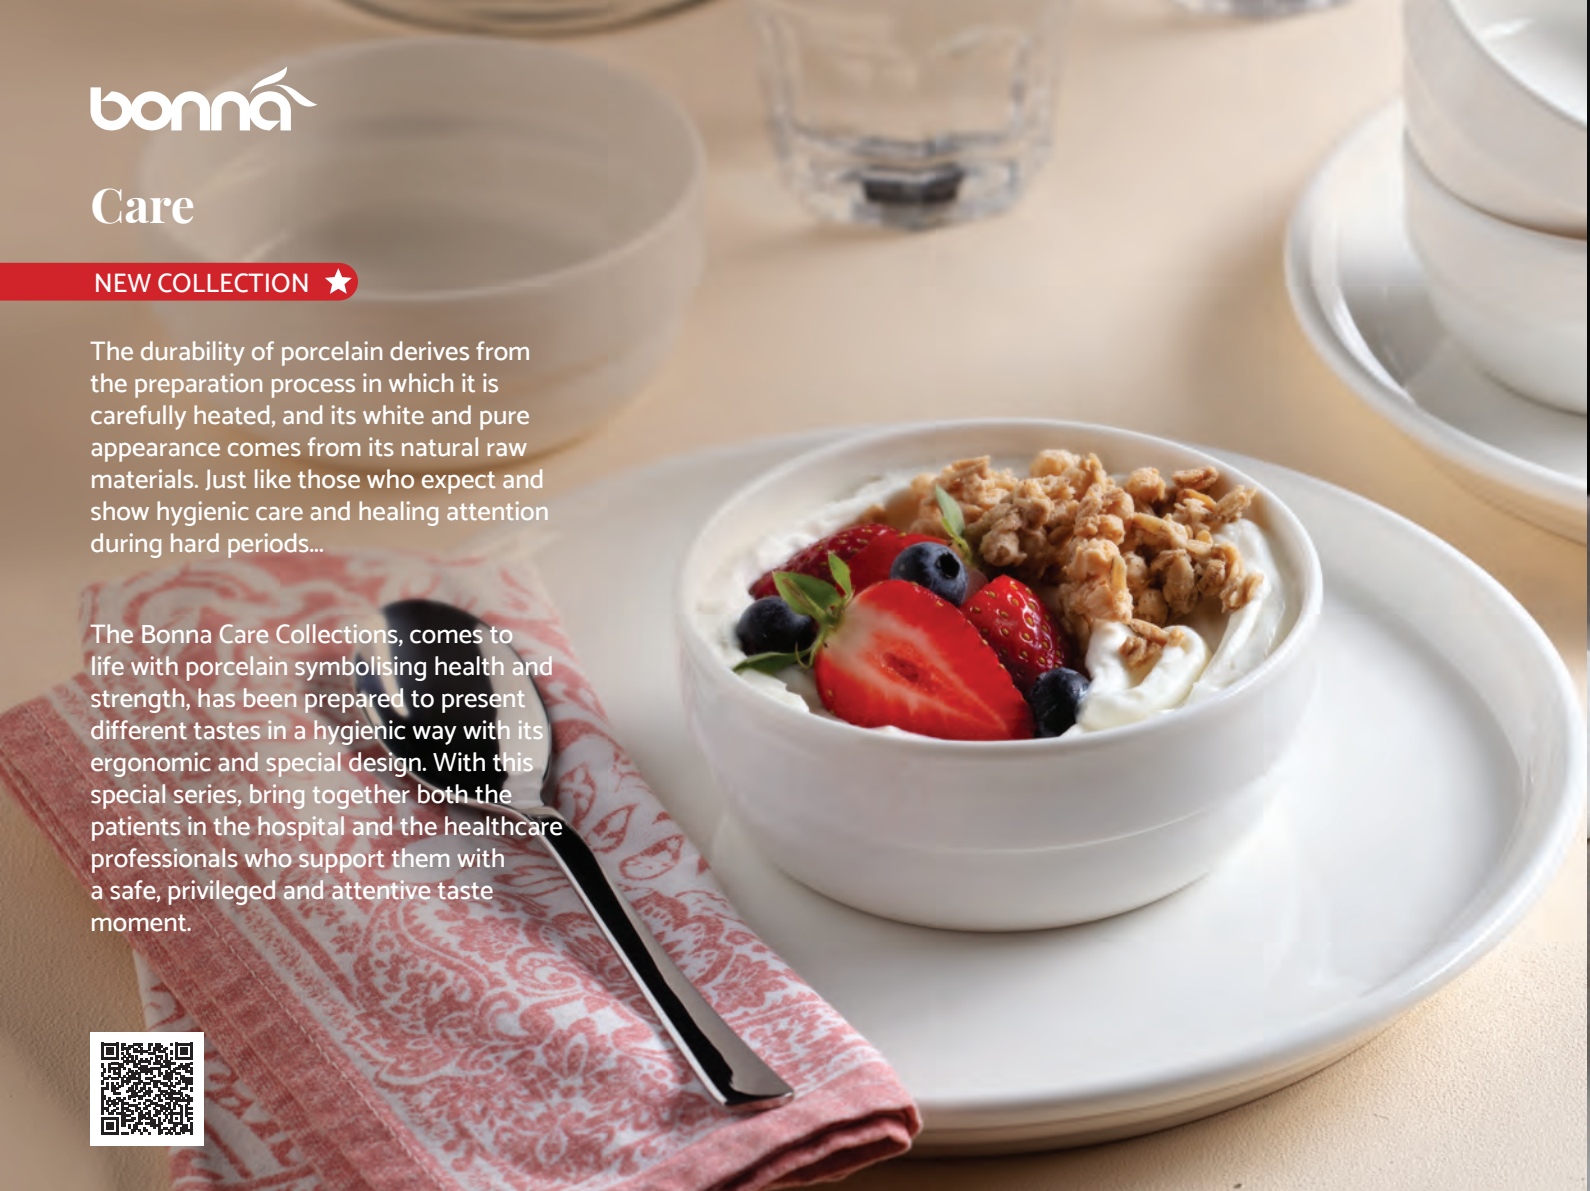 bonna
Care
NEW COLLECTION
The durability of porcelain derives from
the preparation process in which it is
carefully heated, and its white and pure
appearance comes from its natural raw
materials. Just like those who expect and
show hygienic care and healing attention
during hard periods...
The Bonna Care Collections, comes to
life with porcelain symbolising health and
strength, has been prepared to present
different tastes in a hygienic way with its
ergonomic and special design. With this
special series, bring together both the
patients in the hospital and the healthcare
professionals who support them with
a safe, privileged and attentive taste
moment.